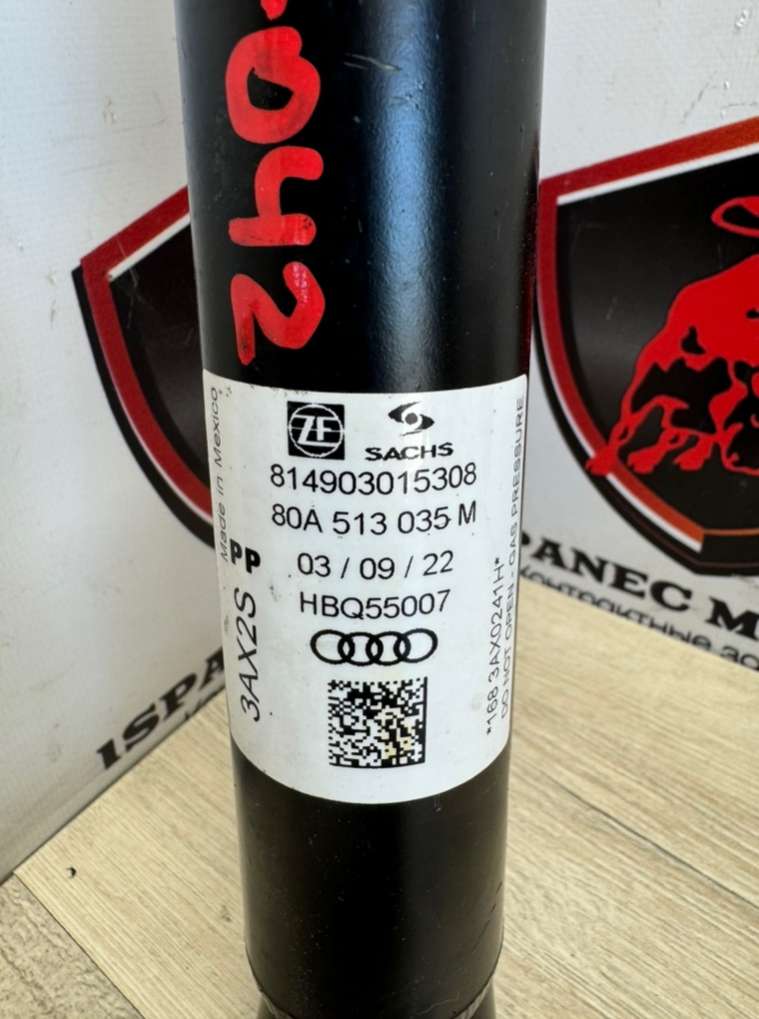 ZF
SACHS
814903015308
80A 513 035 M
03 / 09 / 22
HBQ55007
Made in Mexico
PP
3AX2S
*168 3AX0241H*
DO NOT OPEN - GAS PRESSURE
ISPAN
PANEC M